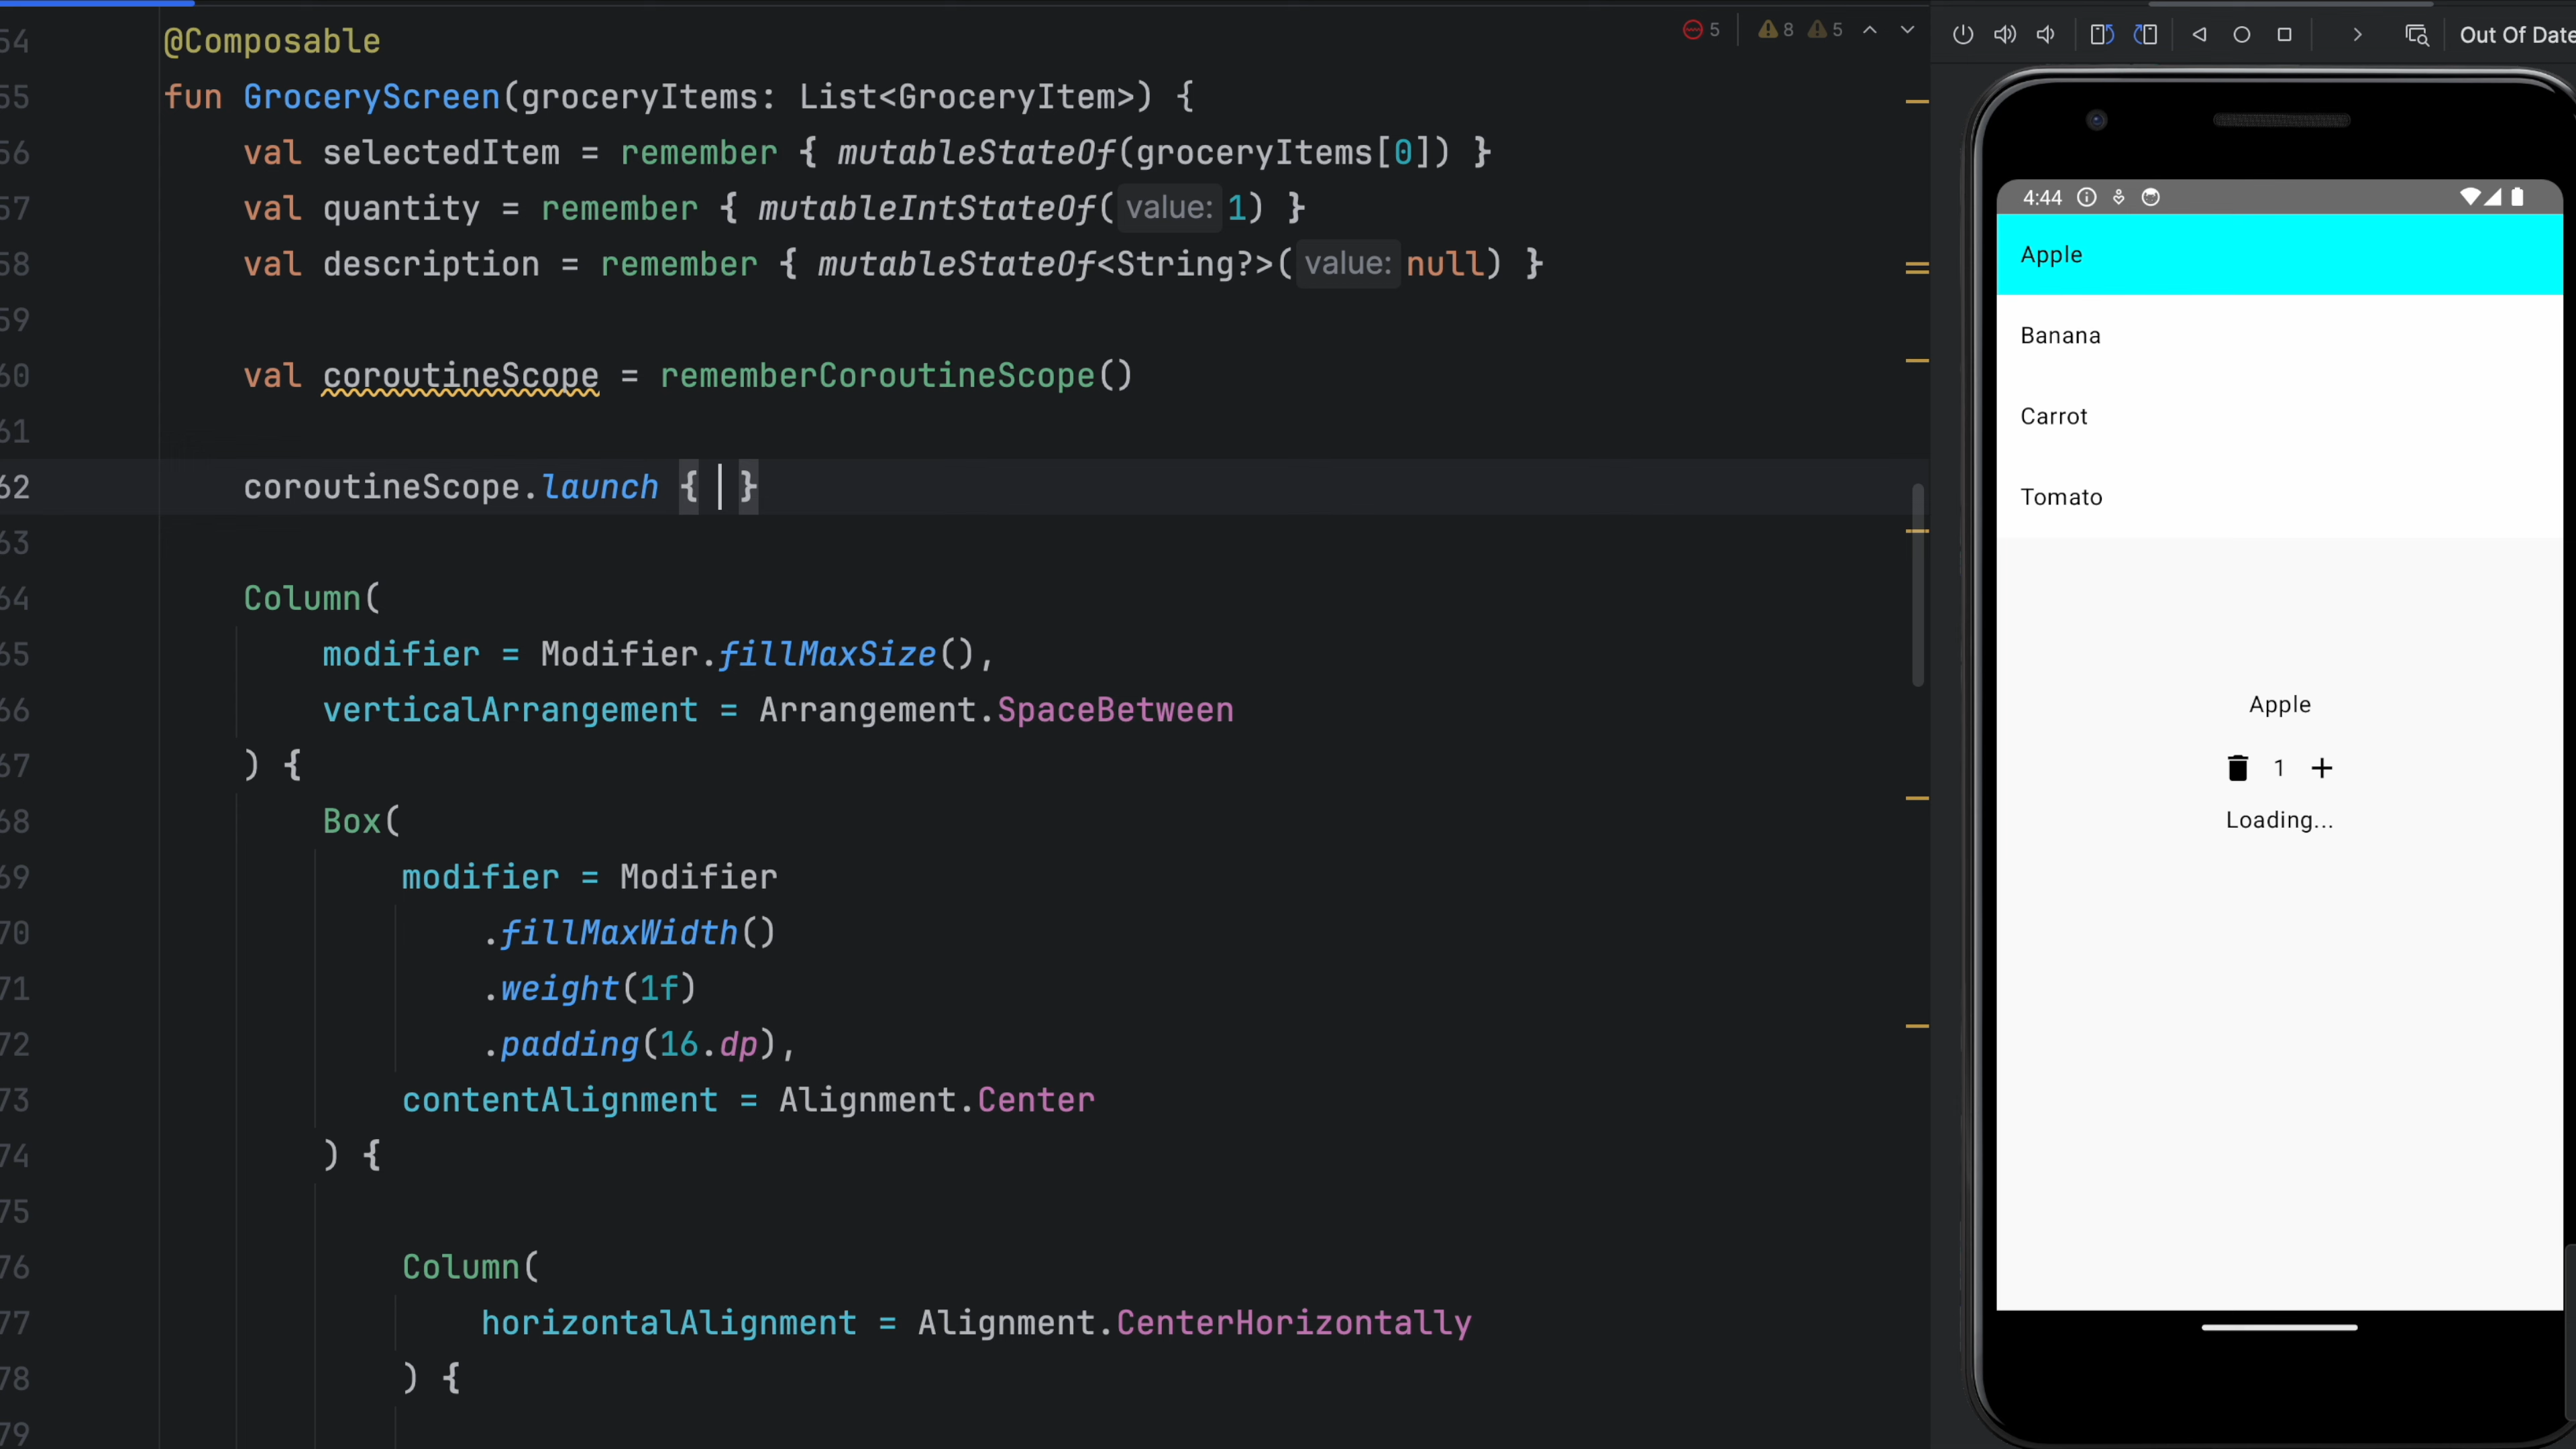 5 8 5
Out Of Date
54 @Composable
55 fun GroceryScreen(groceryItems: List<GroceryItem>) {
56 val selectedItem = remember { mutableStateOf(groceryItems[0]) }
57 val quantity = remember { mutableIntStateOf( value: 1) }
58 val description = remember { mutableStateOf<String?>( value: null) }
59
60 val coroutineScope = rememberCoroutineScope()
61
62 coroutineScope.launch { }
63
64 Column(
65 modifier = Modifier.fillMaxSize(),
66 verticalArrangement = Arrangement.SpaceBetween
67 ) {
68 Box(
69 modifier = Modifier
70 .fillMaxWidth()
71 .weight(1f)
72 .padding(16.dp),
73 contentAlignment = Alignment.Center
74 ) {
75
76 Column(
77 horizontalAlignment = Alignment.CenterHorizontally
78 ) {
79
4:44
Apple
Banana
Carrot
Tomato
Apple
1 +
Loading...